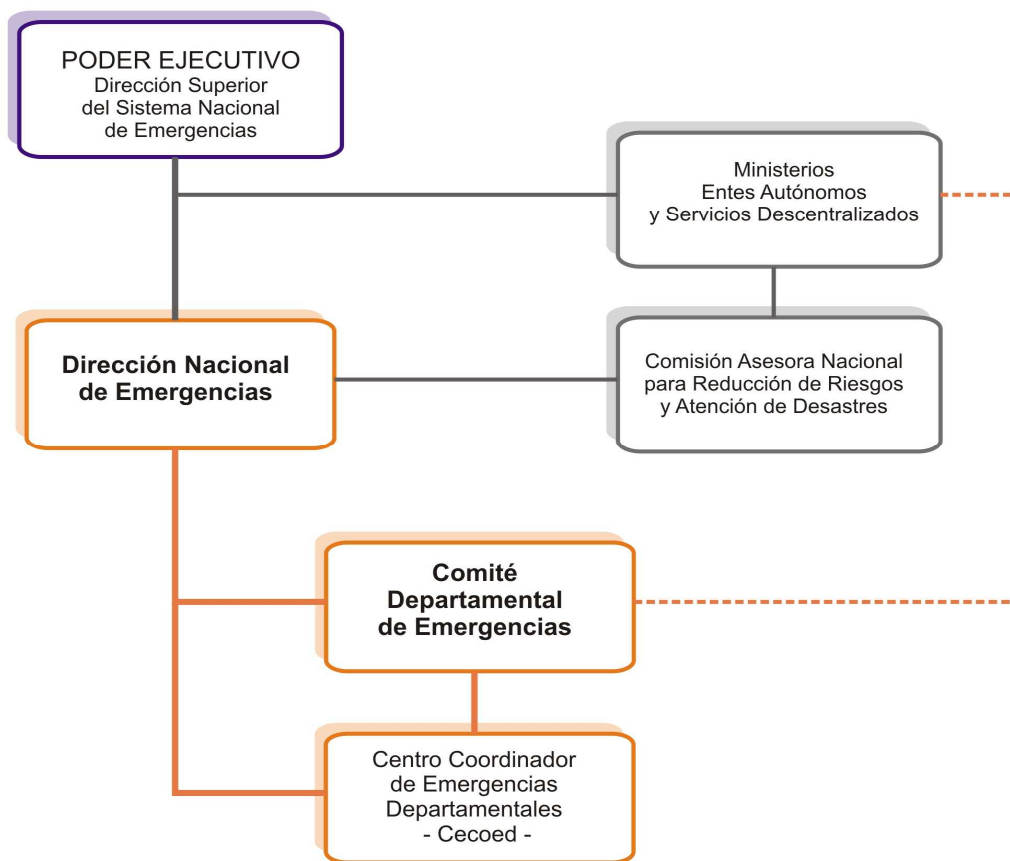 PODER EJECUTIVO
Dirección Superior
del Sistema Nacional
de Emergencias
Ministerios
Entes Autónomos
y Servicios Descentralizados
Dirección Nacional
de Emergencias
Comisión Asesora Nacional
para Reducción de Riesgos
y Atención de Desastres
Comité
Departamental
de Emergencias
Centro Coordinador
de Emergencias
Departamentales
- Cecoed -